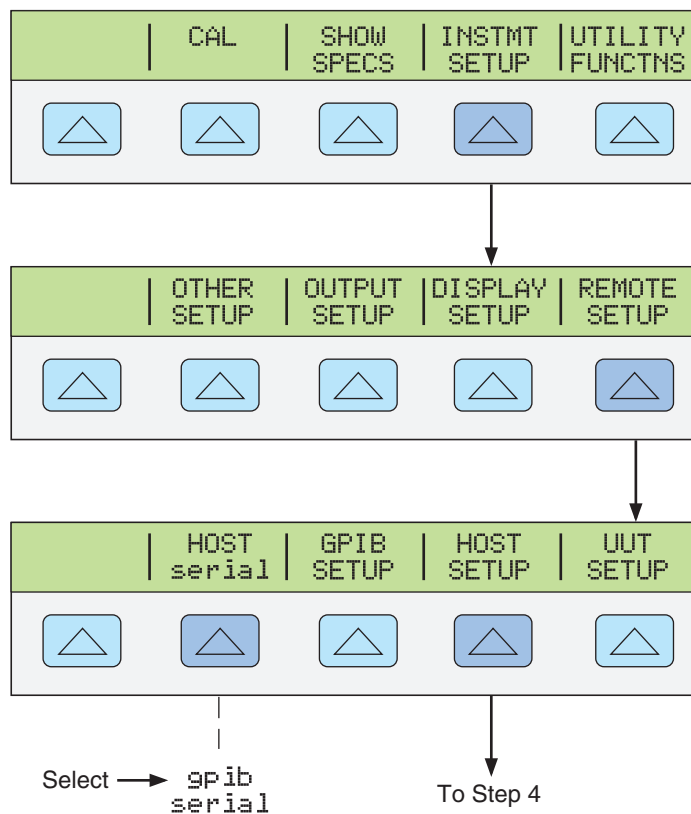 CAL SHOW INSTMT UTILITY
SPECS SETUP FUNCTNS
OTHER OUTPUT DISPLAY REMOTE
SETUP SETUP SETUP SETUP
HOST GPIB HOST UUT
serial SETUP SETUP SETUP
Select gpib
serial
To Step 4